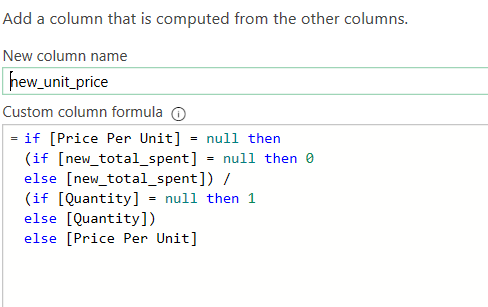 Add a column that is computed from the other columns.
New column name
new_unit_price
Custom column formula
= if [Price Per Unit] = null then
(if [new_total_spent] = null then 0
else [new_total_spent]) /
(if [Quantity] = null then 1
else [Quantity])
else [Price Per Unit]